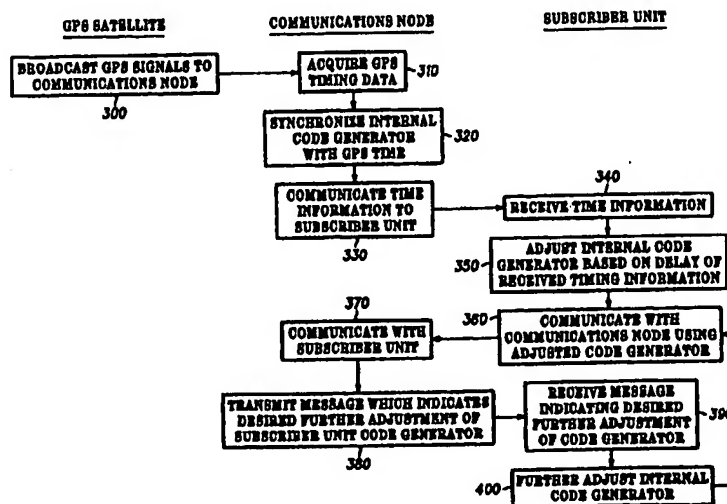 GPS SATELLITE
COMMUNICATIONS NODE
SUBSCRIBER UNIT
BROADCAST GPS SIGNALS TO
COMMUNICATIONS NODE
300
ACQUIRE GPS
TIMING DATA
310
SYNCHRONIZE INTERNAL
CODE GENERATOR
WITH GPS TIME
320
COMMUNICATE TIME
INFORMATION TO
SUBSCRIBER UNIT
330
340
RECEIVE TIME INFORMATION
350
ADJUST INTERNAL CODE
GENERATOR BASED ON DELAY OF
RECEIVED TIMING INFORMATION
360
COMMUNICATE WITH
COMMUNICATIONS NODE USING
ADJUSTED CODE GENERATOR
370
COMMUNICATE WITH
SUBSCRIBER UNIT
TRANSMIT MESSAGE WHICH INDICATES
DESIRED FURTHER ADJUSTMENT OF
SUBSCRIBER UNIT CODE GENERATOR
380
RECEIVE MESSAGE
INDICATING DESIRED
FURTHER ADJUSTMENT
OF CODE GENERATOR
390
400
FURTHER ADJUST INTERNAL
CODE GENERATOR